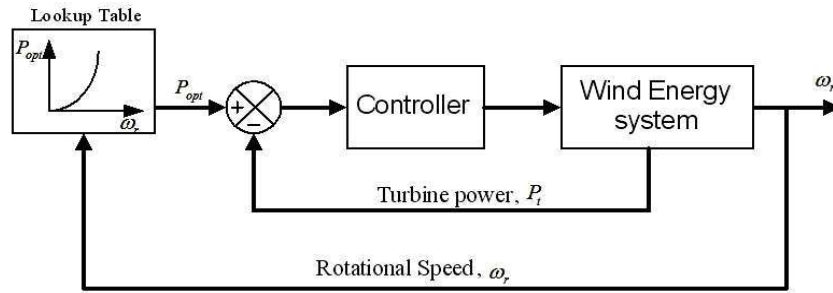 Lookup Table
P_opt
ω_r
P_opt
+
−
Controller
Wind Energy
system
ω_r
Turbine power, P_t
Rotational Speed, ω_r